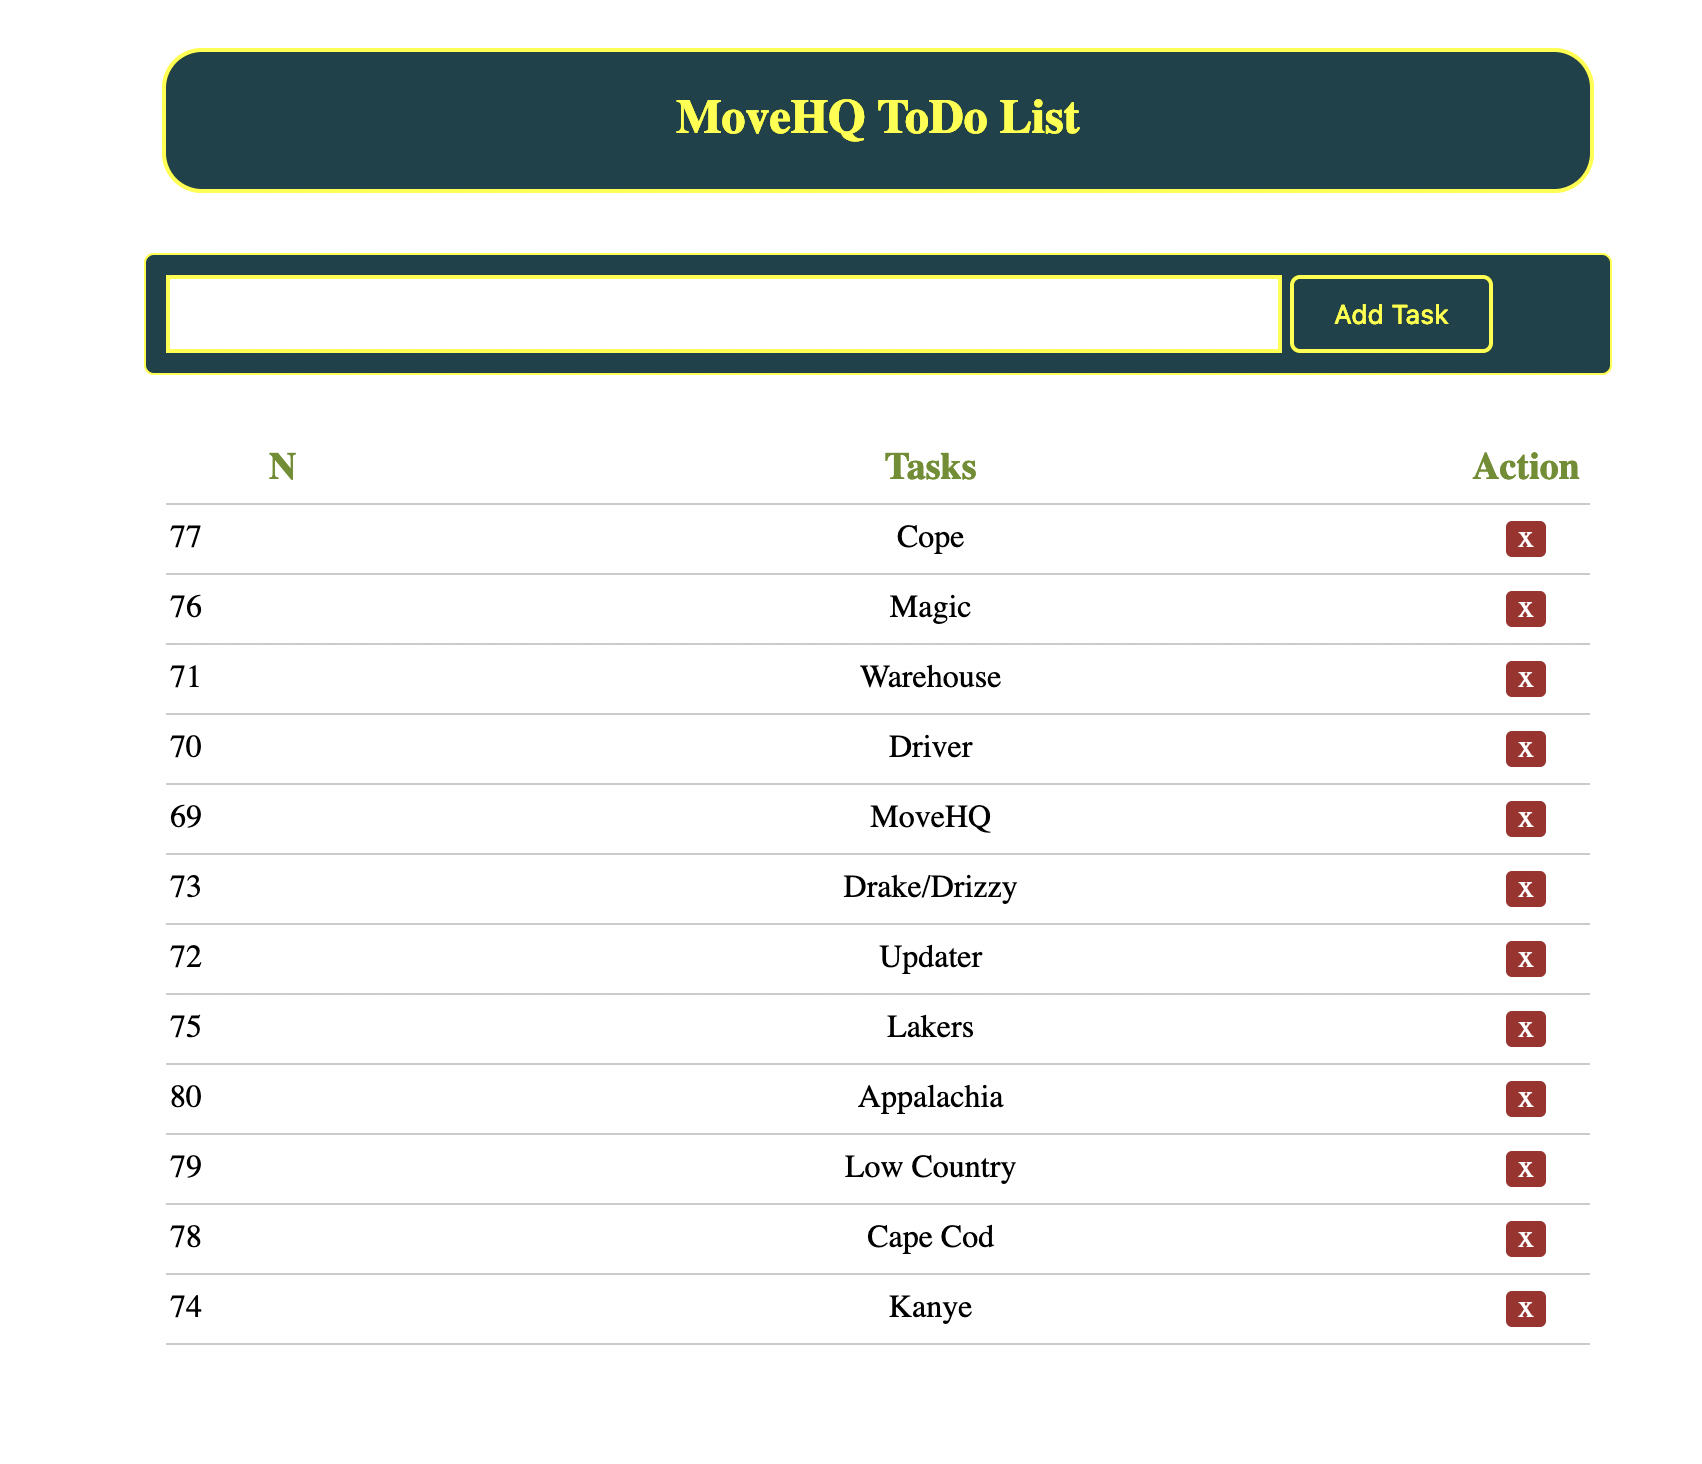 MoveHQ ToDo List
Add Task
N Tasks Action
77 Cope x
76 Magic x
71 Warehouse x
70 Driver x
69 MoveHQ x
73 Drake/Drizzy x
72 Updater x
75 Lakers x
80 Appalachia x
79 Low Country x
78 Cape Cod x
74 Kanye x